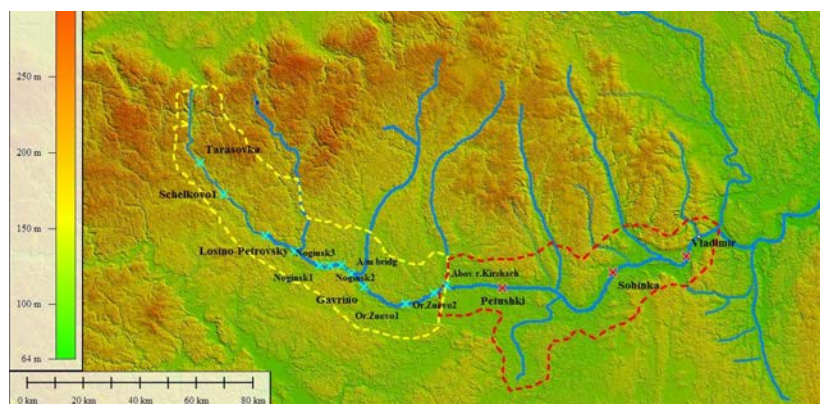 250 m
200 m
150 m
100 m
64 m
0 km 20 km 40 km 60 km 80 km
Tarasovka
Schelkovo1
Losino-Petrovsky
Noginsk3
Noginsk1
A.m bridg
Noginsk2
Gavrino
Abov r.Kirzhach
Or.Zuevo2
Or.Zuevo1
Petushki
Sobinka
Vladimir